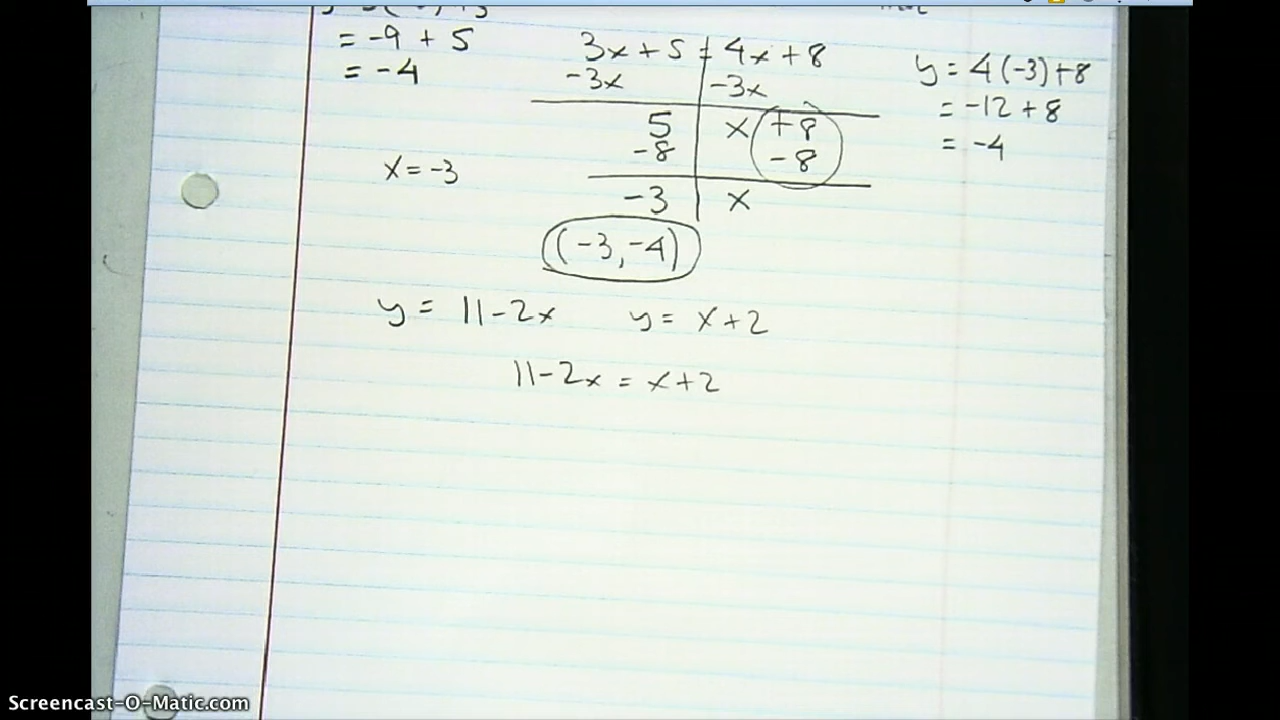 = -9 + 5
= -4
3x + 5 = 4x + 8
-3x -3x
5 x + 8
-8 -8
-3 x
(-3, -4)
x = -3
y = 4(-3) + 8
= -12 + 8
= -4
y = 11 - 2x y = x + 2
11 - 2x = x + 2
Screencast-O-Matic.com